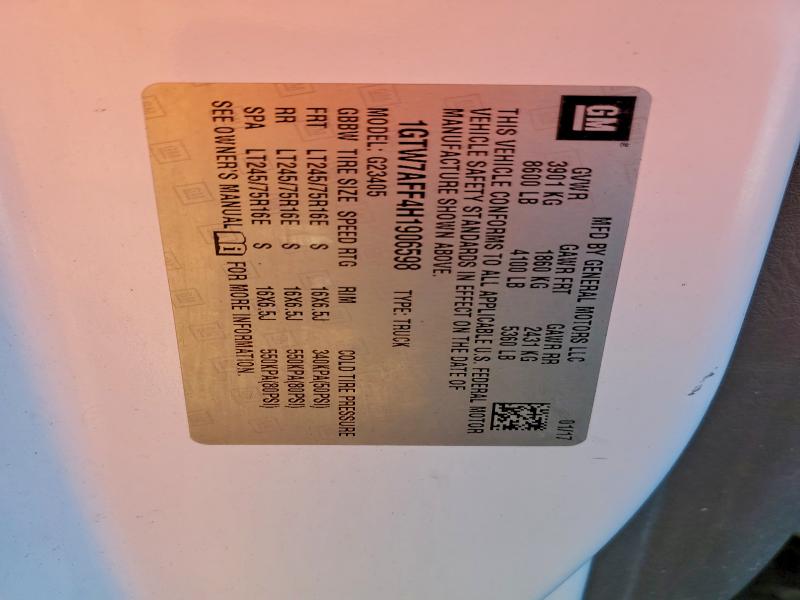 GM
MFD BY GENERAL MOTORS LLC 01/17
GVWR GAWR FRT GAWR RR
3901 KG 1860 KG 2431 KG
8600 LB 4100 LB 5360 LB
THIS VEHICLE CONFORMS TO ALL APPLICABLE U.S. FEDERAL MOTOR
VEHICLE SAFETY STANDARDS IN EFFECT ON THE DATE OF
MANUFACTURE SHOWN ABOVE.
1GTW7AFF4H1906598 TYPE: TRUCK
MODEL: G23405
GBBW TIRE SIZE SPEED RTG RIM COLD TIRE PRESSURE
FRT LT245/75R16E S 16X6.5J 340KPA(50PSI)
RR LT245/75R16E S 16X6.5J 550KPA(80PSI)
SPA LT245/75R16E S 16X6.5J 550KPA(80PSI)
SEE OWNER'S MANUAL FOR MORE INFORMATION.